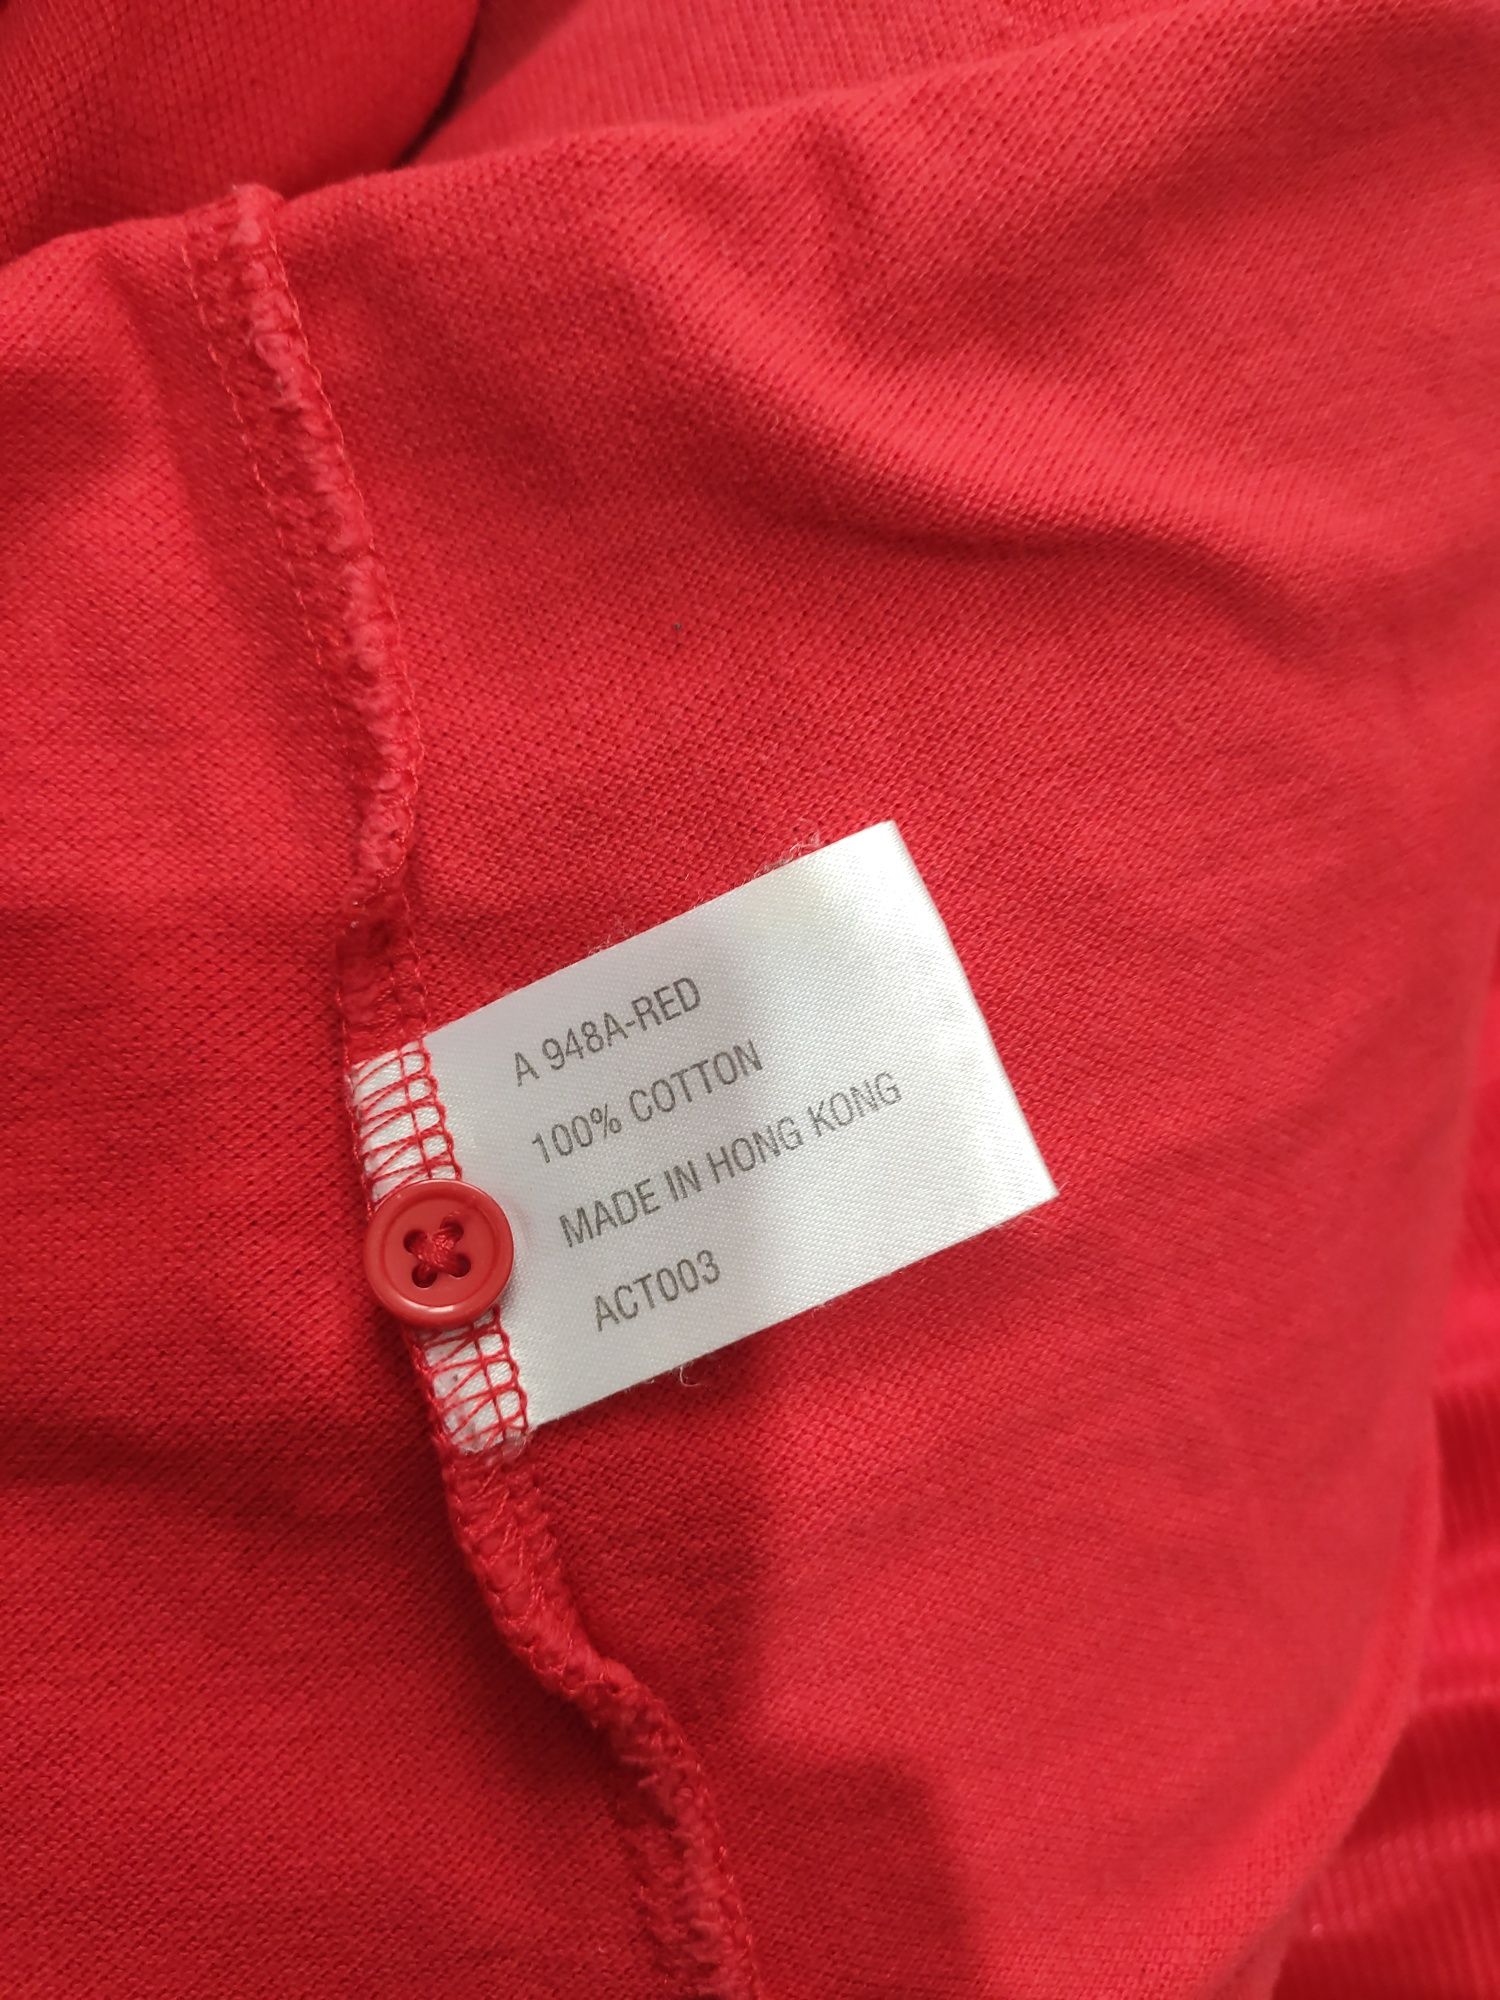 A 948A-RED
100% COTTON
MADE IN HONG KONG
ACT003